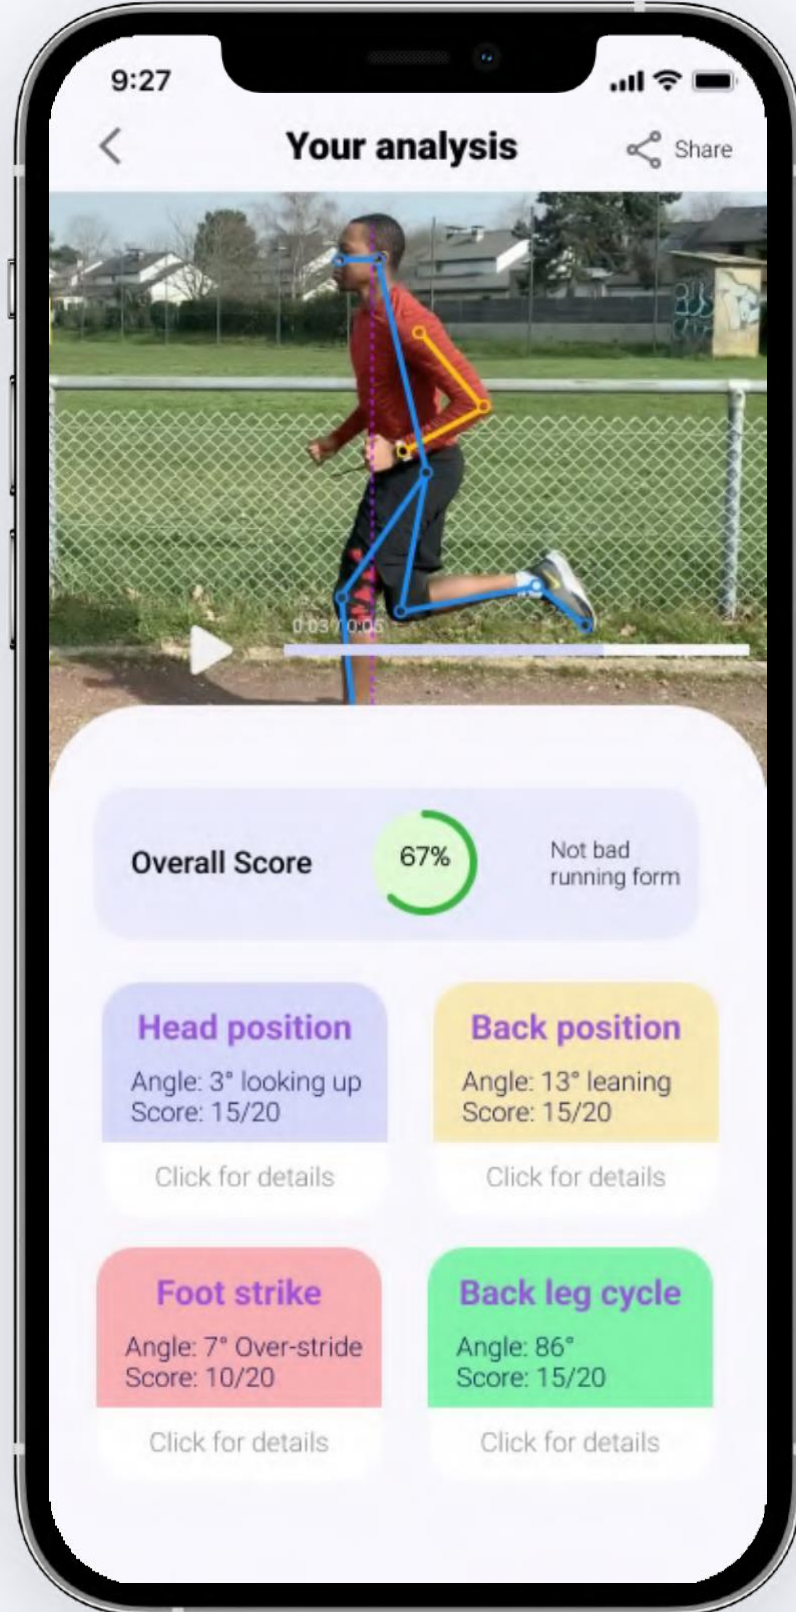 9:27
Your analysis
Share
0:03 / 0:05
Overall Score
67%
Not bad
running form
Head position
Angle: 3° looking up
Score: 15/20
Click for details
Back position
Angle: 13° leaning
Score: 15/20
Click for details
Foot strike
Angle: 7° Over-stride
Score: 10/20
Click for details
Back leg cycle
Angle: 86°
Score: 15/20
Click for details